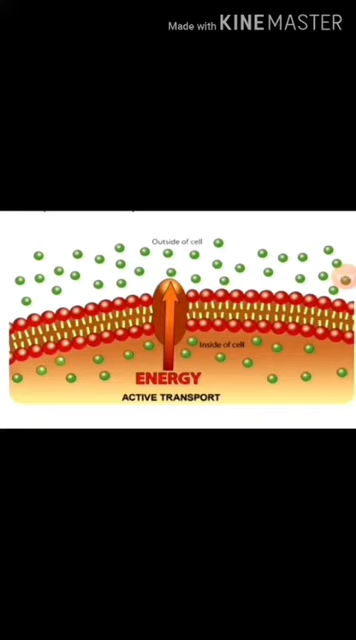 Made with KINEMASTER
Outside of cell
Inside of cell
ENERGY
ACTIVE TRANSPORT